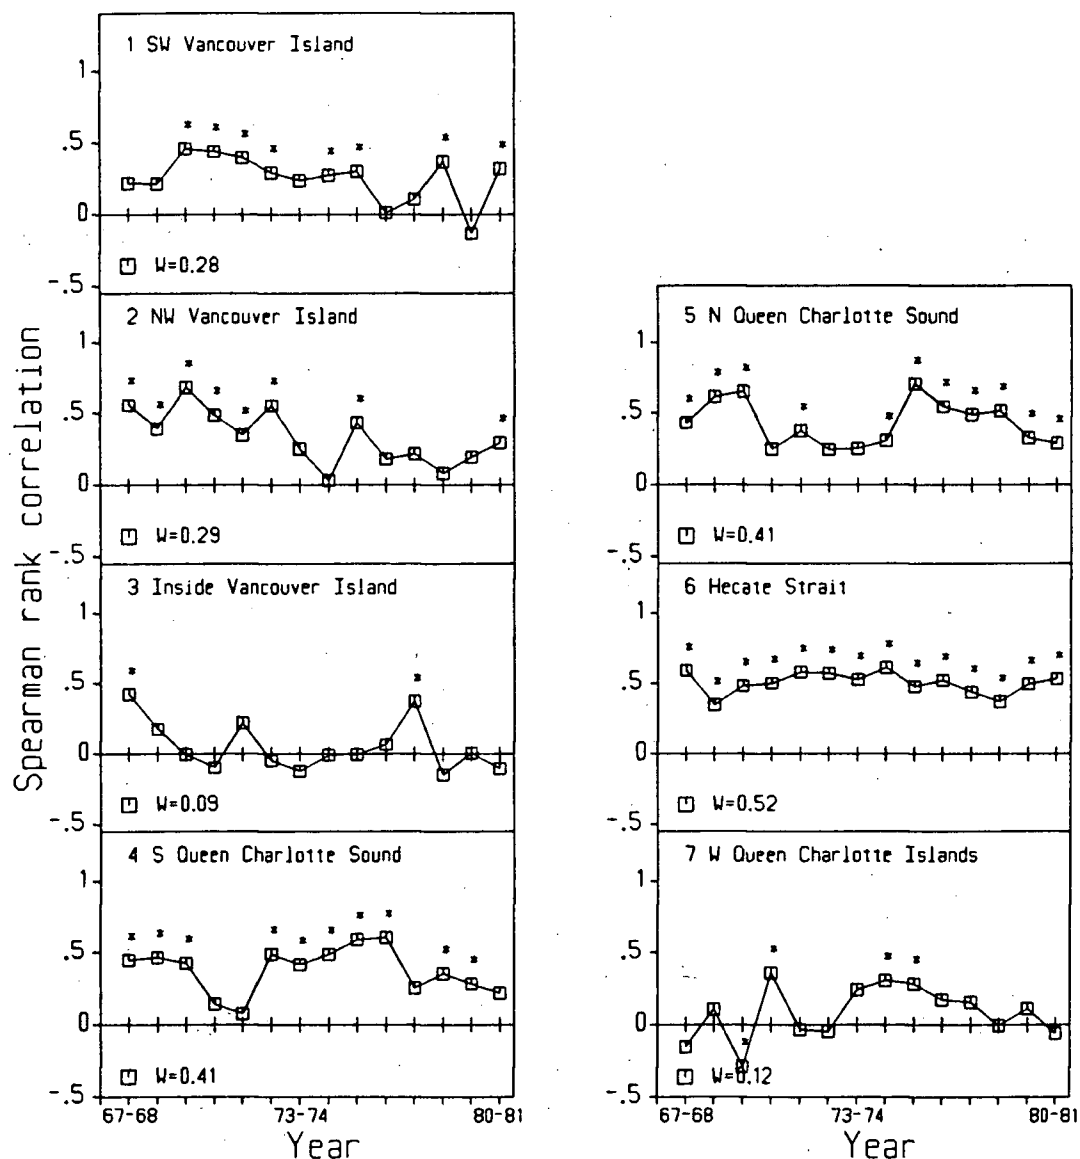 Spearman rank correlation
1 SW Vancouver Island
1
.5
0
-.5
* * * * * * * *
W=0.28
2 NW Vancouver Island
1
.5
0
-.5
* * * * * * * *
W=0.29
3 Inside Vancouver Island
1
.5
0
-.5
* *
W=0.09
4 S Queen Charlotte Sound
1
.5
0
-.5
* * * * * * * * * *
W=0.41
67-68 73-74 80-81
Year
5 N Queen Charlotte Sound
1
.5
0
-.5
* * * * * * * * * * *
W=0.41
6 Hecate Strait
1
.5
0
-.5
* * * * * * * * * * * * * *
W=0.52
7 W Queen Charlotte Islands
1
.5
0
-.5
* * * *
W=0.12
67-68 73-74 80-81
Year